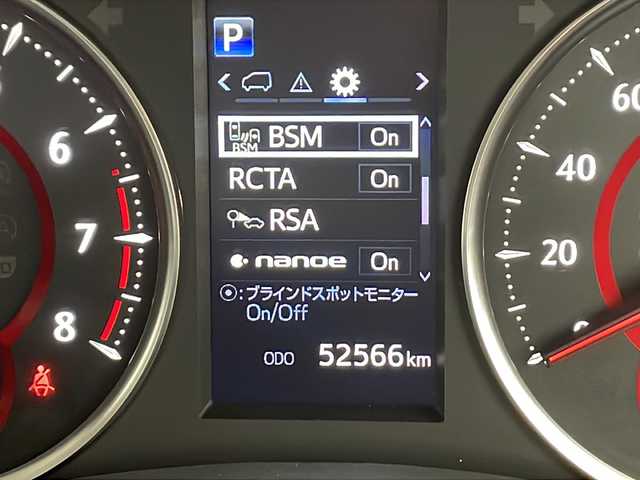 P
BSM BSM On
RCTA On
RSA
nanoe On
⦿:ブラインドスポットモニター
On/Off
ODO 52566km
6
7
8
60
40
20